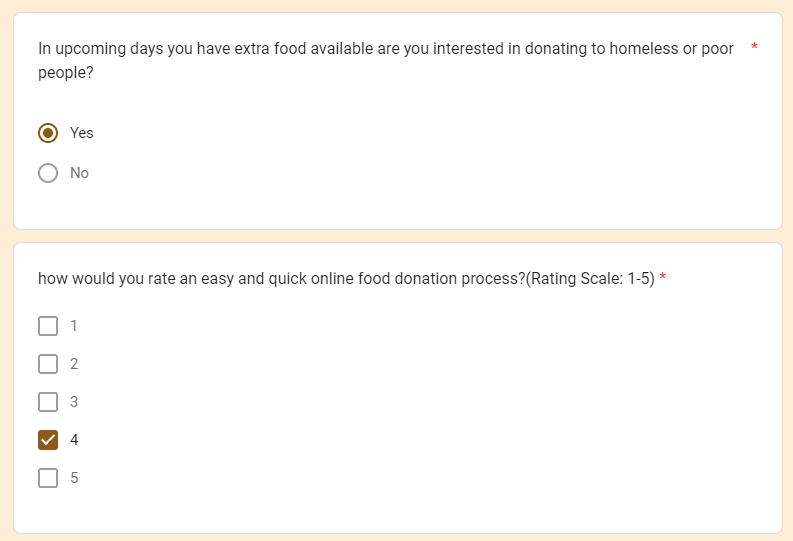 In upcoming days you have extra food available are you interested in donating to homeless or poor *
people?
Yes
No
how would you rate an easy and quick online food donation process?(Rating Scale: 1-5) *
1
2
3
4
5